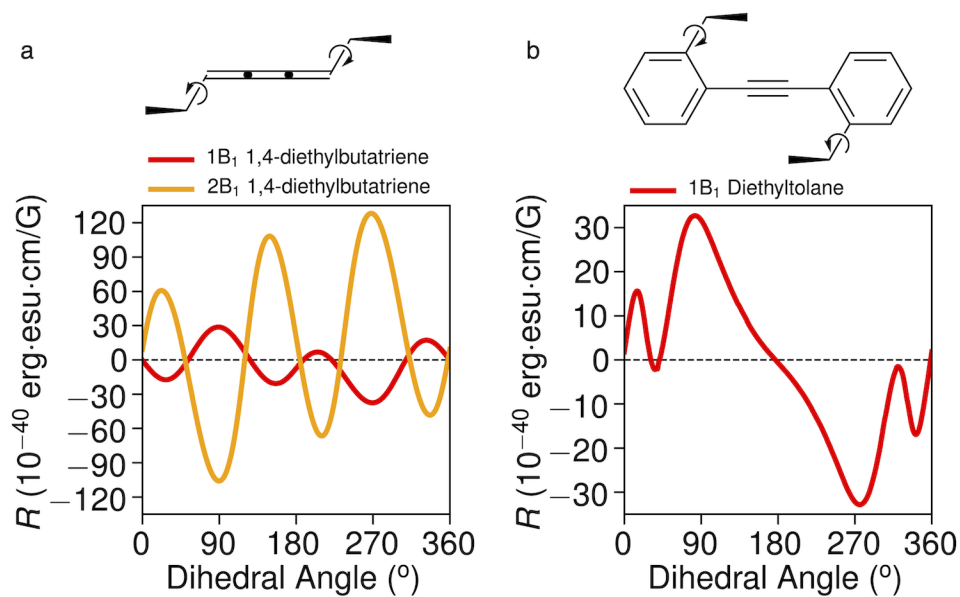 a
1B₁ 1,4-diethylbutatriene
2B₁ 1,4-diethylbutatriene
R (10⁻⁴⁰ erg·esu·cm/G)
120
90
60
30
0
−30
−60
−90
−120
0 90 180 270 360
Dihedral Angle (º)
b
1B₁ Diethyltolane
R (10⁻⁴⁰ erg·esu·cm/G)
30
20
10
0
−10
−20
−30
0 90 180 270 360
Dihedral Angle (º)